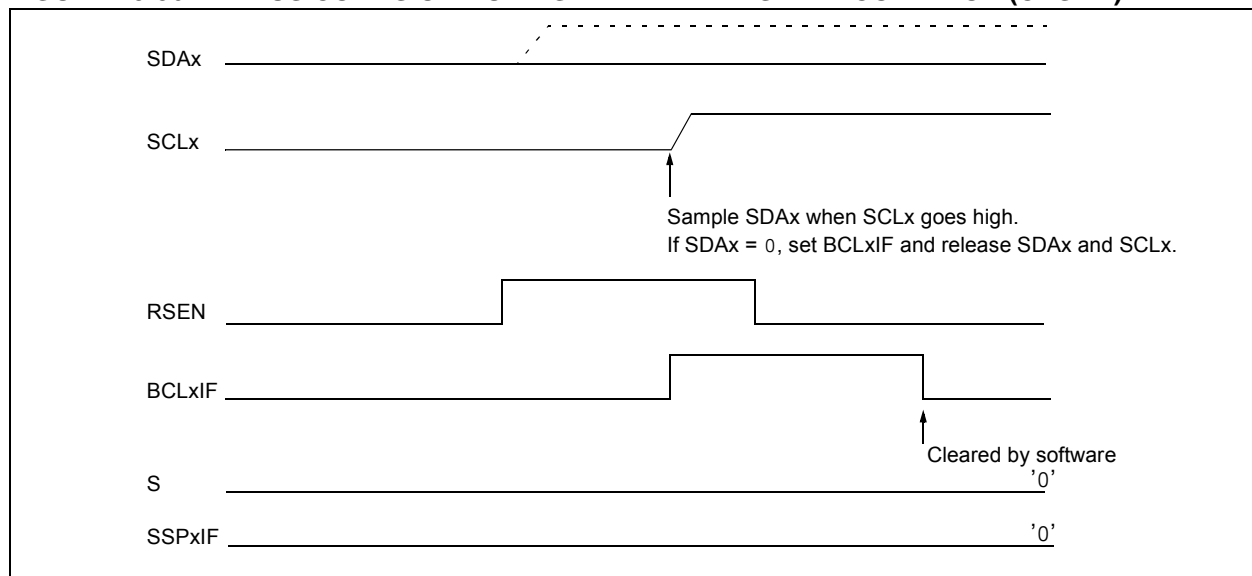 SDAx
SCLx
Sample SDAx when SCLx goes high.
If SDAx = 0, set BCLxIF and release SDAx and SCLx.
RSEN
BCLxIF
Cleared by software
S
'0'
SSPxIF
'0'